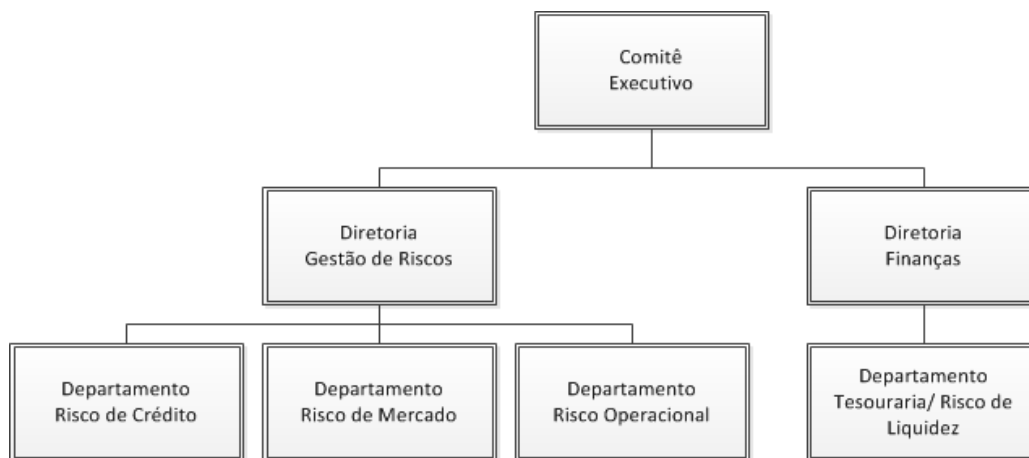 Comitê
Executivo
Diretoria
Gestão de Riscos
Diretoria
Finanças
Departamento
Risco de Crédito
Departamento
Risco de Mercado
Departamento
Risco Operacional
Departamento
Tesouraria/ Risco de
Liquidez